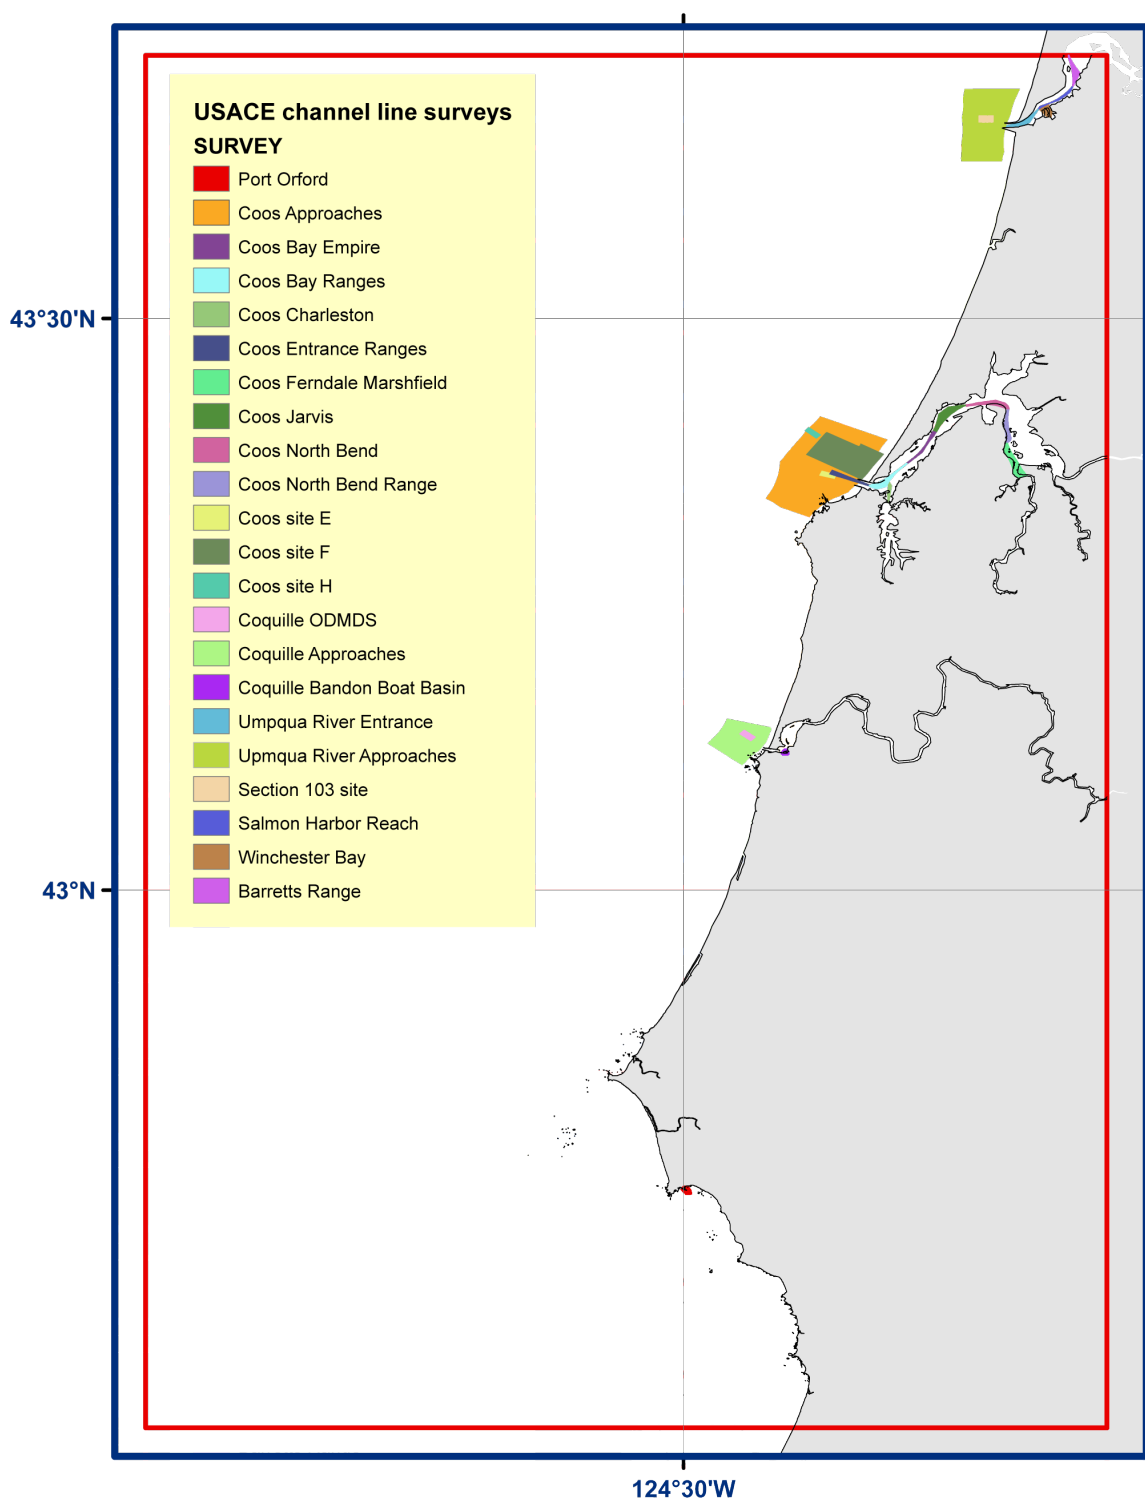 USACE channel line surveys
SURVEY
Port Orford
Coos Approaches
Coos Bay Empire
Coos Bay Ranges
Coos Charleston
Coos Entrance Ranges
Coos Ferndale Marshfield
Coos Jarvis
Coos North Bend
Coos North Bend Range
Coos site E
Coos site F
Coos site H
Coquille ODMDS
Coquille Approaches
Coquille Bandon Boat Basin
Umpqua River Entrance
Upmqua River Approaches
Section 103 site
Salmon Harbor Reach
Winchester Bay
Barretts Range
43°30'N
43°N
124°30'W